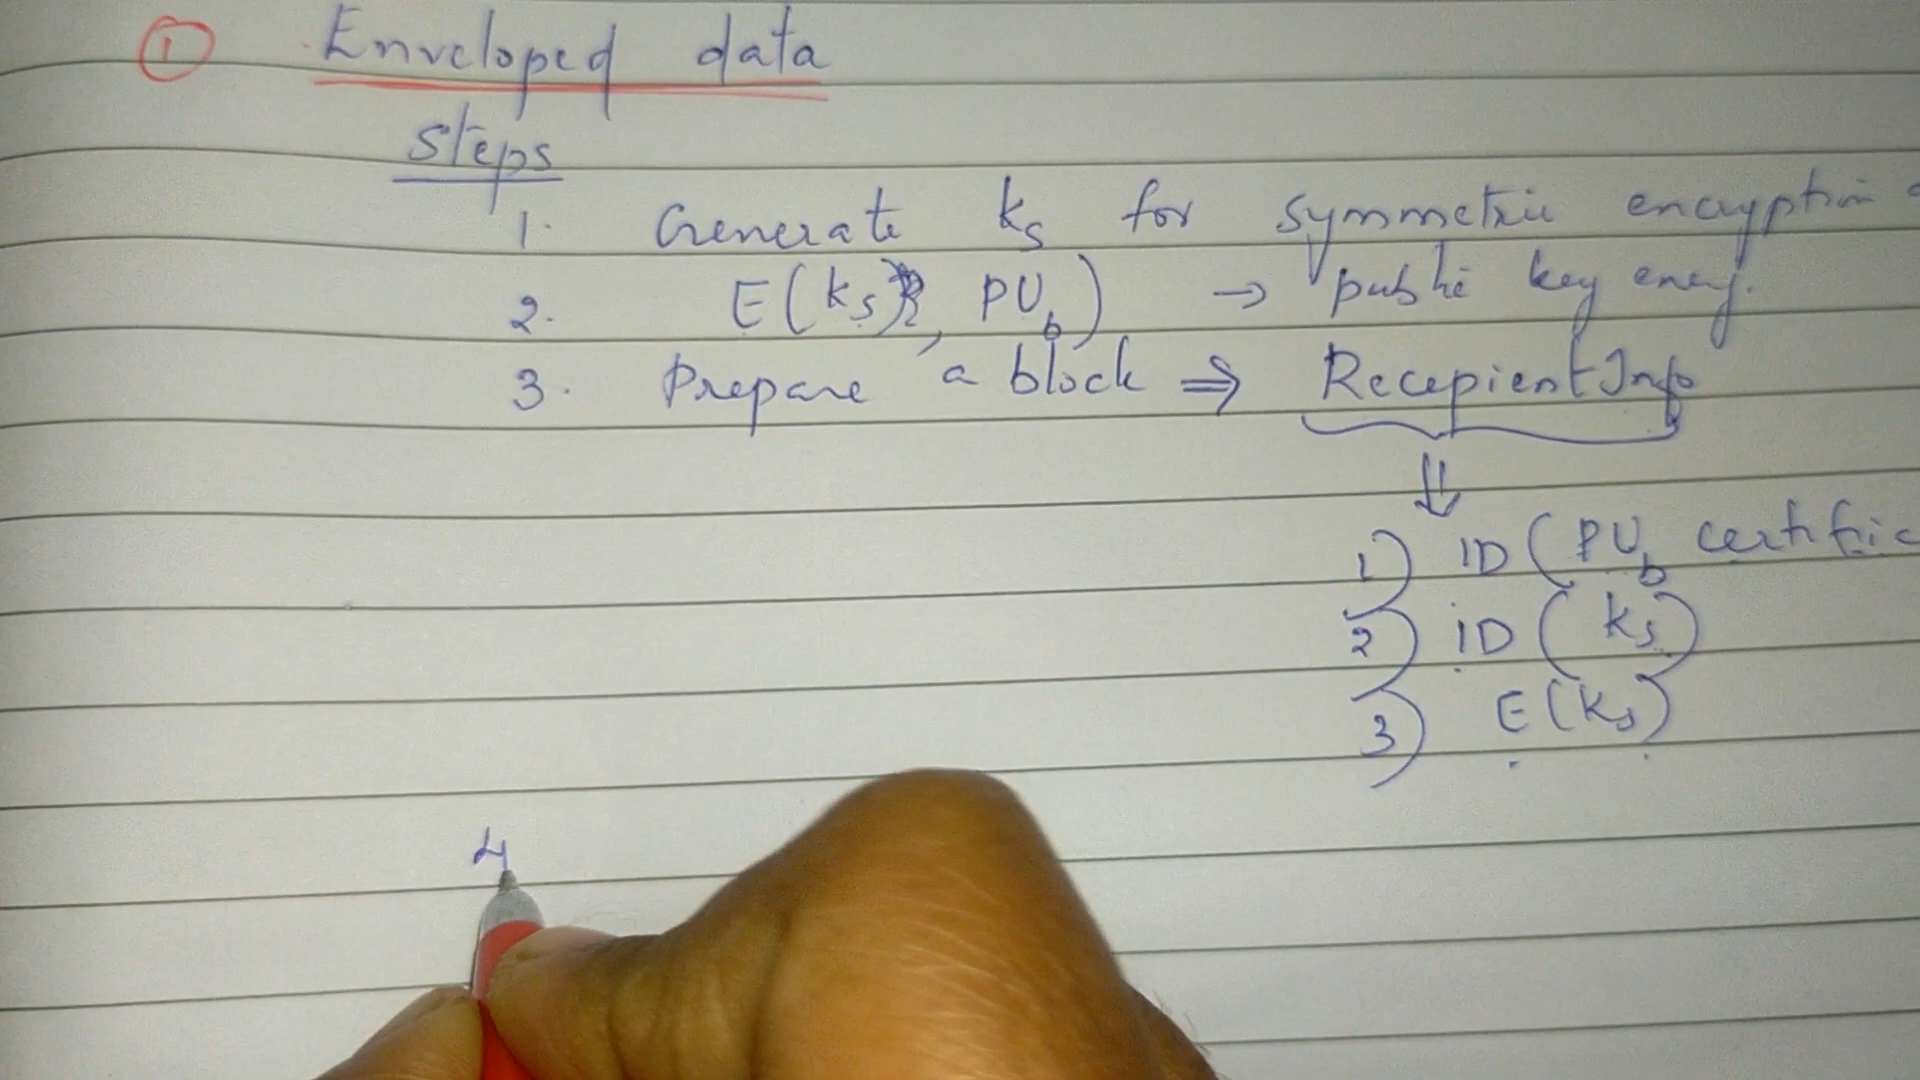 ① Enveloped data
Steps
1. Generate ks for symmetric encryption
2. E(ks), PUb) → public key ency.
3. Prepare a block ⇒ RecepientInfo
⇓
1) ID (PUb certific
2) ID (ks)
3) E(ks)
4